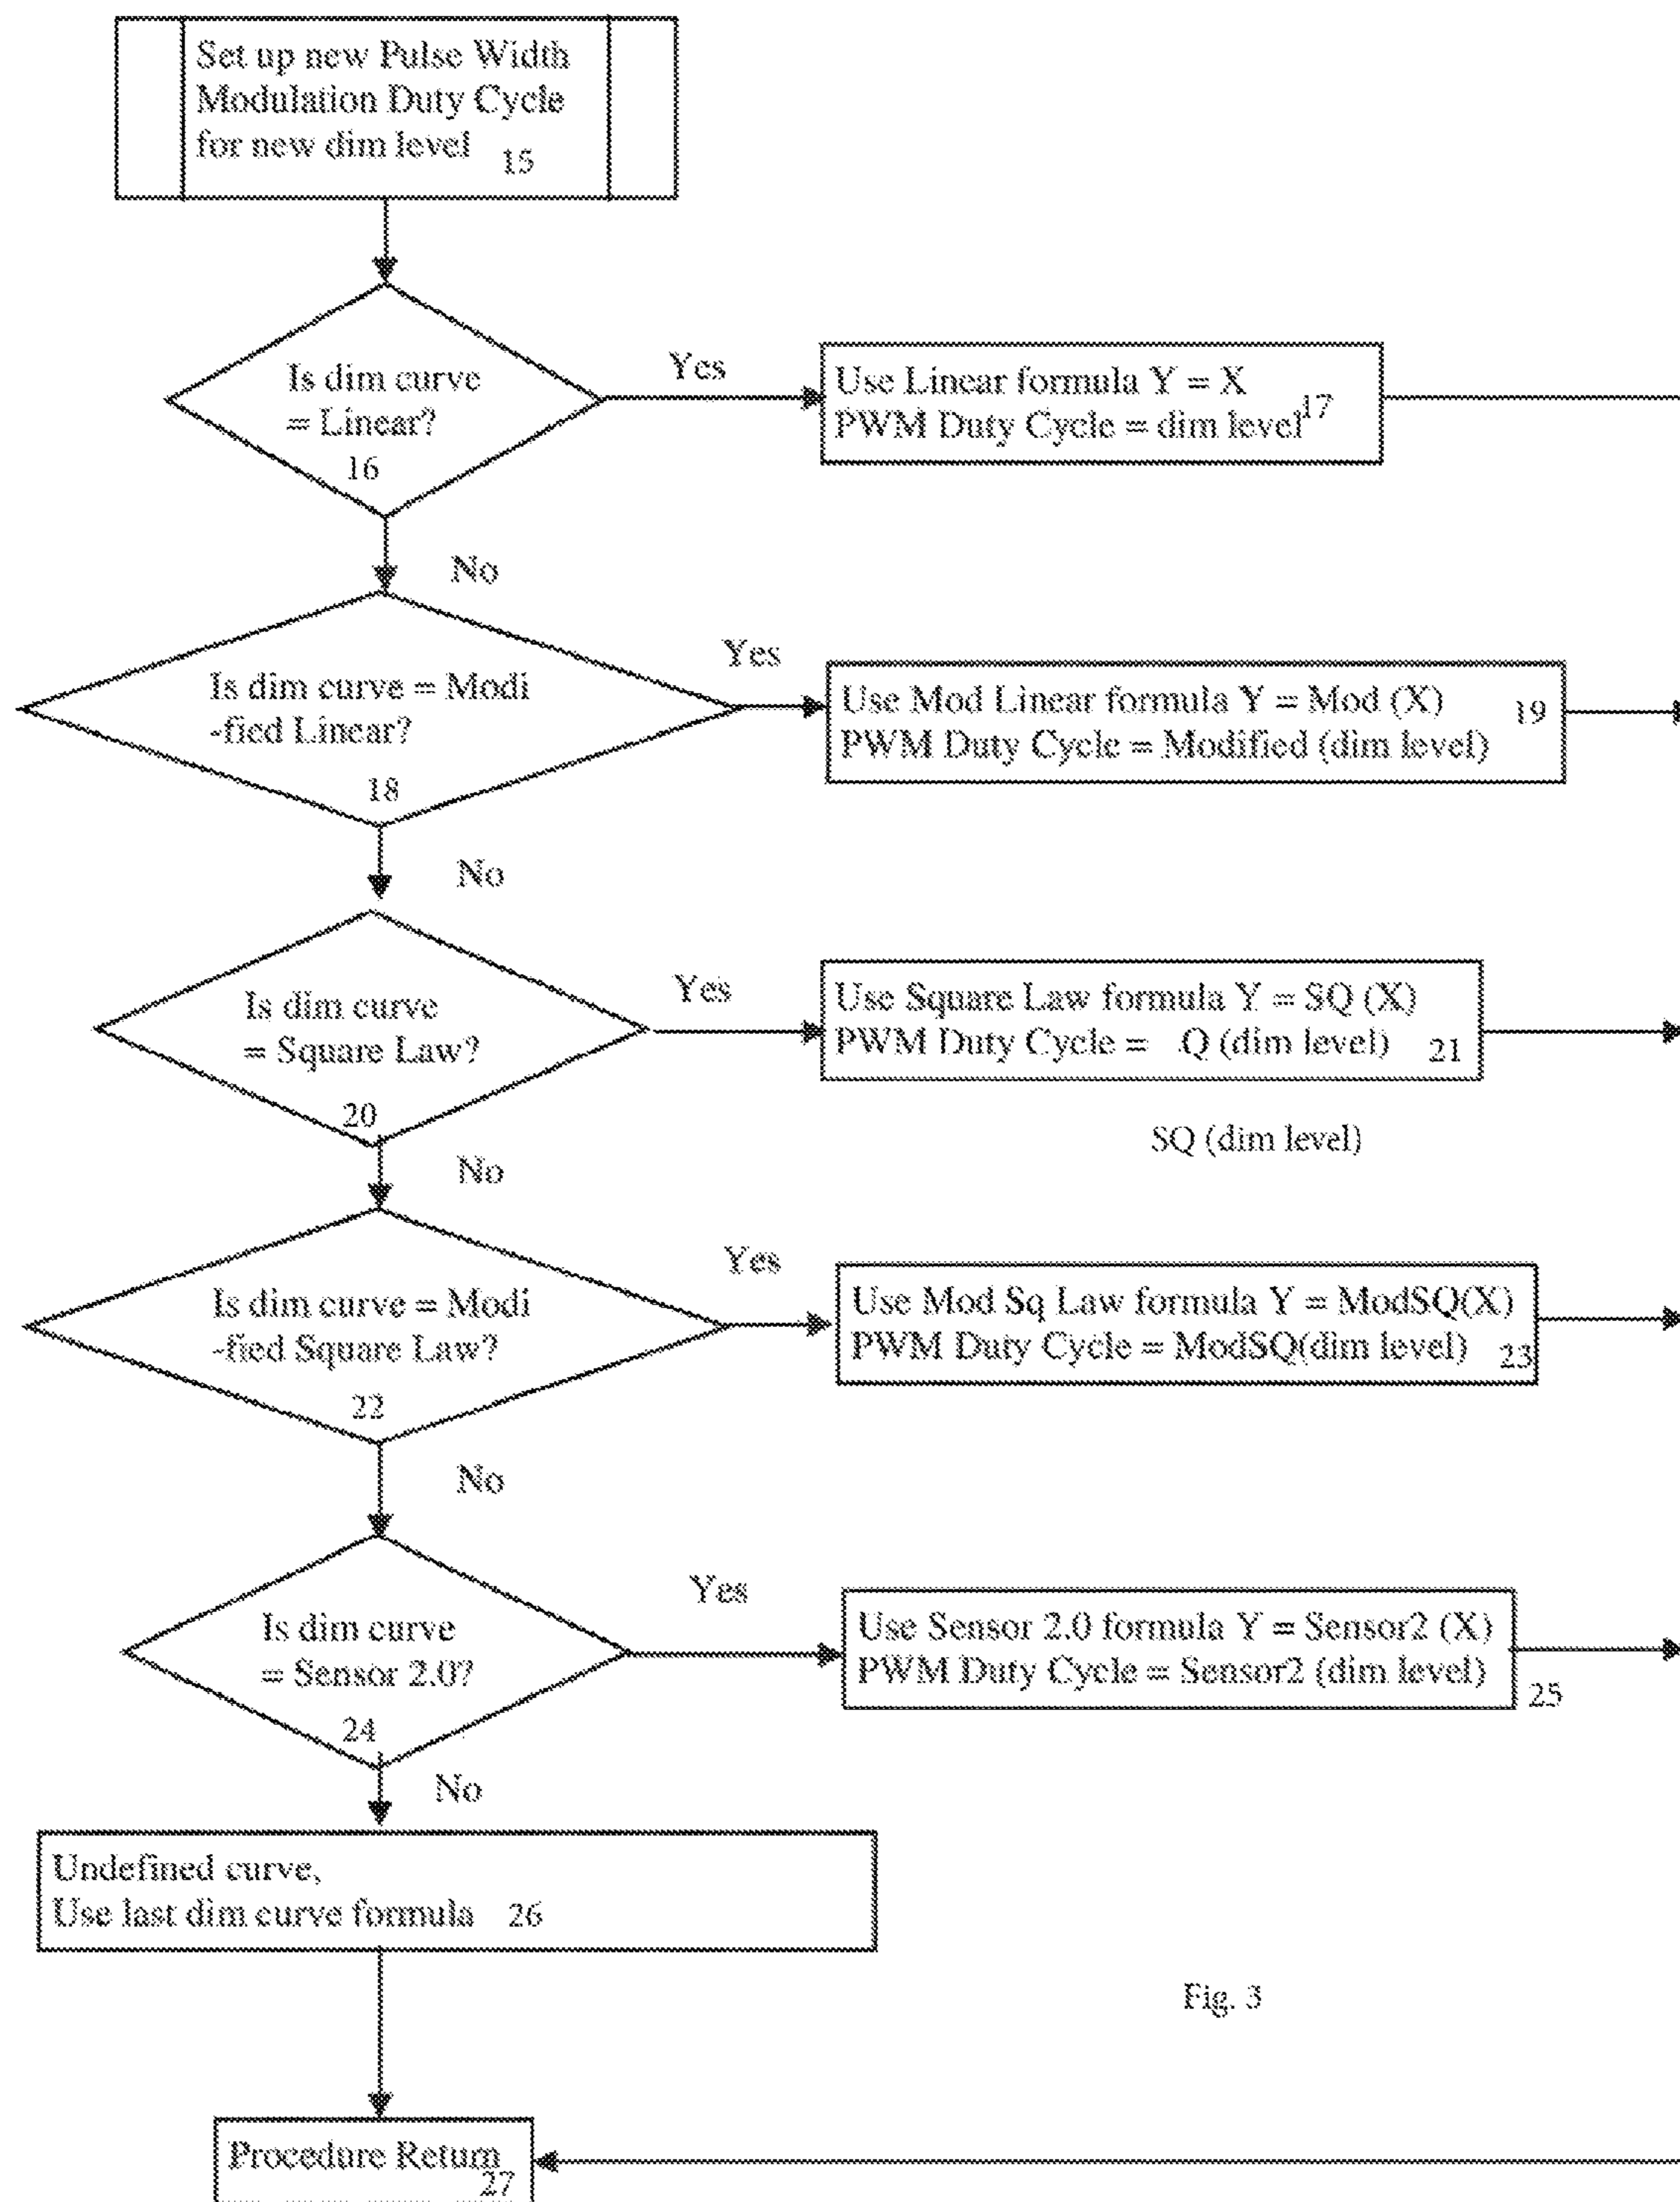 Set up new Pulse Width
Modulation Duty Cycle
for new dim level 15
Is dim curve
= Linear?
16
Yes
Use Linear formula Y = X
PWM Duty Cycle = dim level 17
No
Is dim curve = Modi
-fied Linear?
18
Yes
Use Mod Linear formula Y = Mod (X) 19
PWM Duty Cycle = Modified (dim level)
No
Is dim curve
= Square Law?
20
Yes
Use Square Law formula Y = SQ (X)
PWM Duty Cycle = .Q (dim level) 21
SQ (dim level)
No
Is dim curve = Modi
-fied Square Law?
22
Yes
Use Mod Sq Law formula Y = ModSQ(X)
PWM Duty Cycle = ModSQ(dim level) 23
No
Is dim curve
= Sensor 2.0?
24
Yes
Use Sensor 2.0 formula Y = Sensor2 (X)
PWM Duty Cycle = Sensor2 (dim level)
25
No
Undefined curve,
Use last dim curve formula 26
Fig. 3
Procedure Return
27